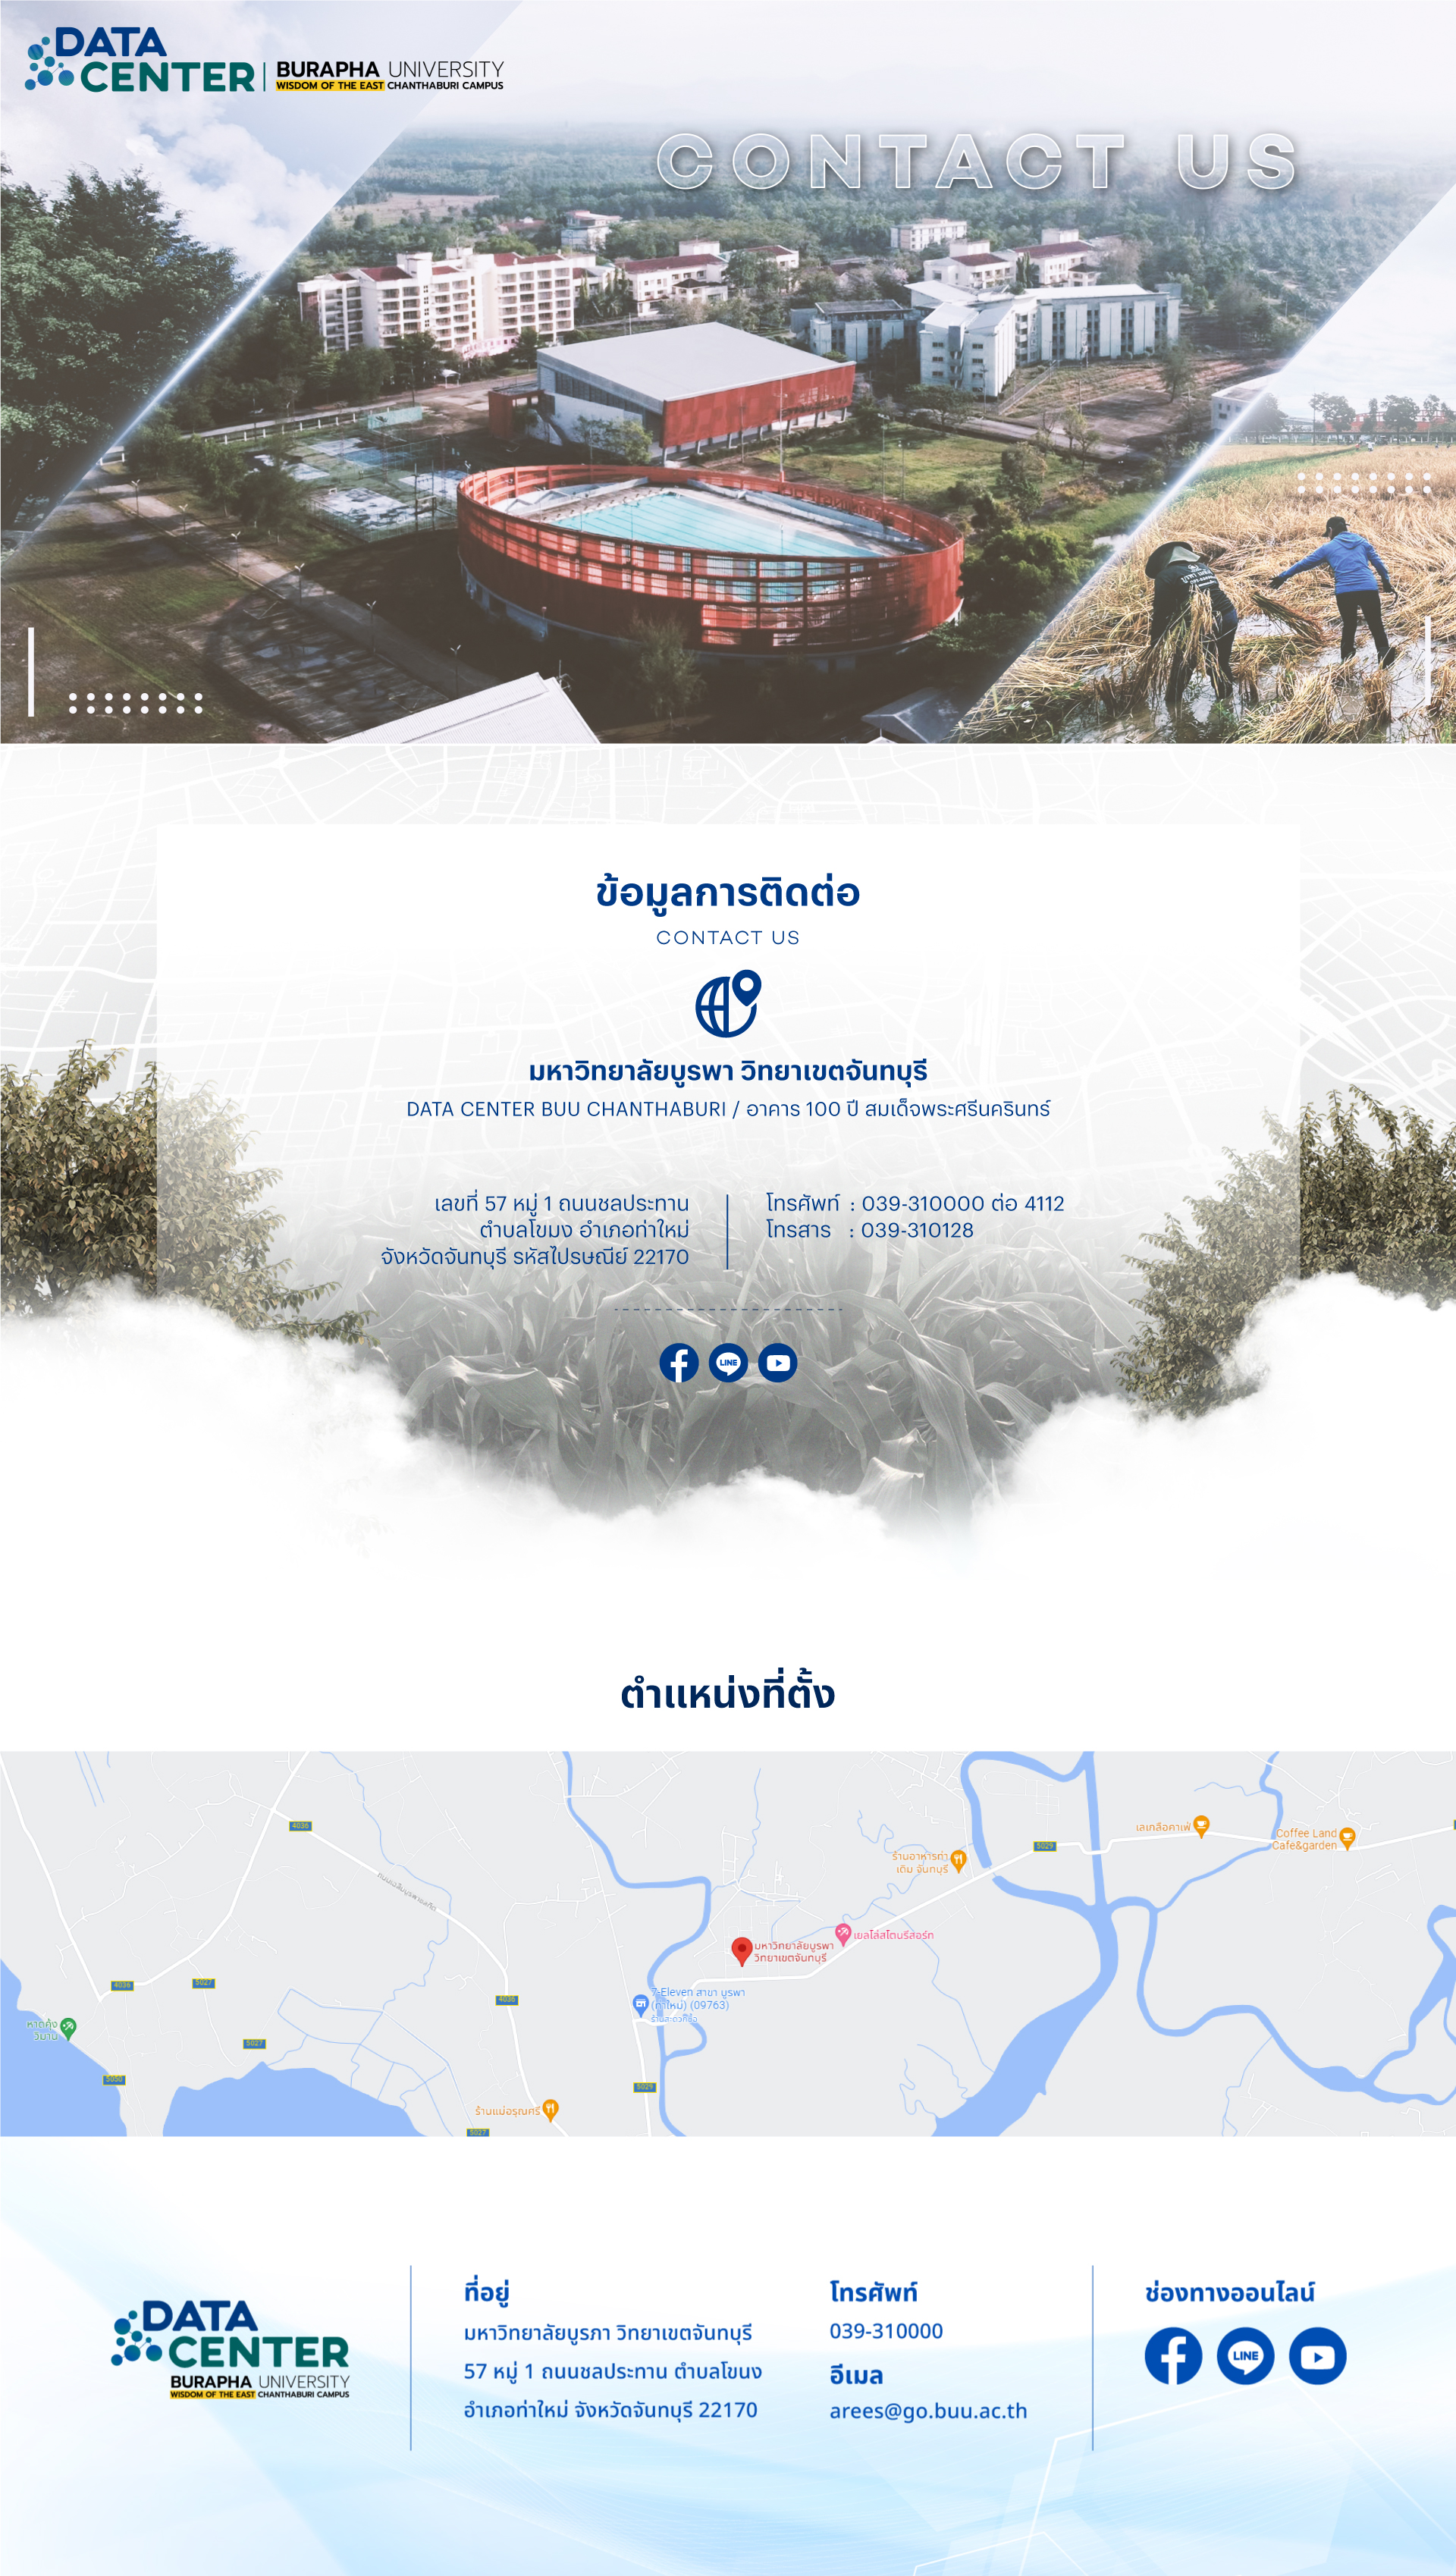 DATA
CENTER
BURAPHA UNIVERSITY
WISDOM OF THE EAST CHANTHABURI CAMPUS
CONTACT US
ข้อมูลการติดต่อ
CONTACT US
มหาวิทยาลัยบูรพา วิทยาเขตจันทบุรี
DATA CENTER BUU CHANTHABURI / อาคาร 100 ปี สมเด็จพระศรีนครินทร์
เลขที่ 57 หมู่ 1 ถนนชลประทาน
ตำบลโขมง อำเภอท่าใหม่
จังหวัดจันทบุรี รหัสไปรษณีย์ 22170
โทรศัพท์ : 039-310000 ต่อ 4112
โทรสาร : 039-310128
LINE
ตำแหน่งที่ตั้ง
4036
เลเกลือคาเฟ่
Coffee Land
Café&garden
5029
ร้านอาหารท่า
เดิม จันทบุรี
เยลโล่สโตนรีสอร์ท
มหาวิทยาลัยบูรพา
วิทยาเขตจันทบุรี
4036
5027
4036
7-Eleven สาขา บูรพา
(ท่าใหม่) (09763)
ร้านสะดวกซื้อ
หาดคุ้ง
วิมาน
5027
5029
ร้านแม่อรุณศรี
5027
DATA
CENTER
BURAPHA UNIVERSITY
WISDOM OF THE EAST CHANTHABURI CAMPUS
ที่อยู่
มหาวิทยาลัยบูรภา วิทยาเขตจันทบุรี
57 หมู่ 1 ถนนชลประทาน ตำบลโขนง
อำเภอท่าใหม่ จังหวัดจันทบุรี 22170
โทรศัพท์
039-310000
อีเมล
arees@go.buu.ac.th
ช่องทางออนไลน์
LINE